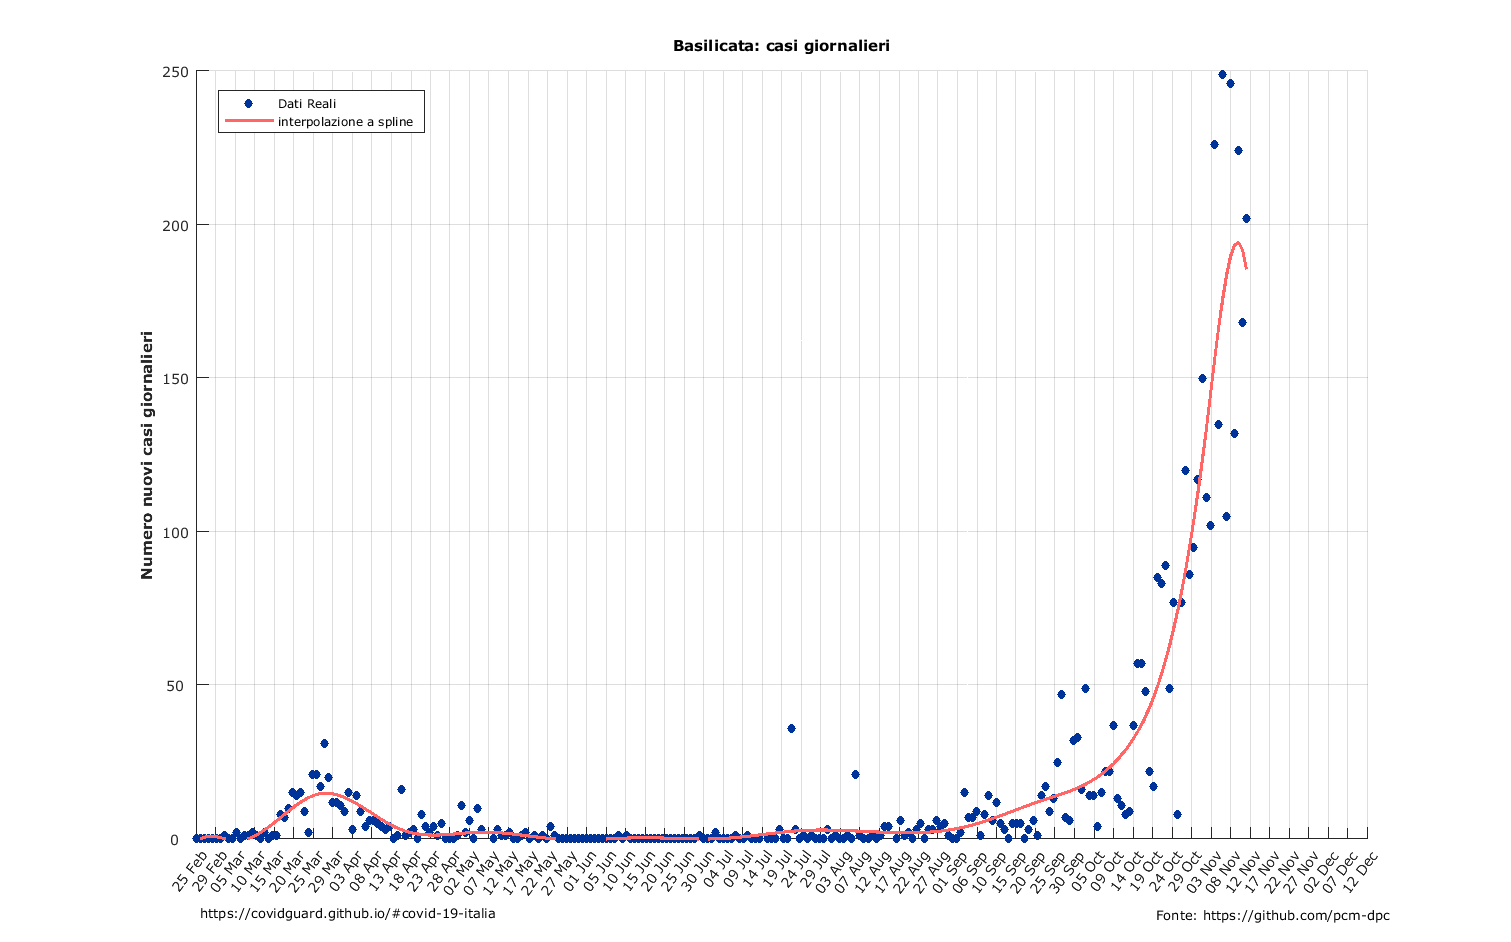 Basilicata: casi giornalieri
Dati Reali
interpolazione a spline
Numero nuovi casi giornalieri
250
200
150
100
50
0
25 Feb
29 Feb
05 Mar
10 Mar
15 Mar
20 Mar
25 Mar
29 Mar
03 Apr
08 Apr
13 Apr
18 Apr
23 Apr
28 Apr
02 May
07 May
12 May
17 May
22 May
27 May
01 Jun
05 Jun
10 Jun
15 Jun
20 Jun
25 Jun
30 Jun
04 Jul
09 Jul
14 Jul
19 Jul
24 Jul
29 Jul
03 Aug
07 Aug
12 Aug
17 Aug
22 Aug
27 Aug
01 Sep
06 Sep
10 Sep
15 Sep
20 Sep
25 Sep
30 Sep
05 Oct
09 Oct
14 Oct
19 Oct
24 Oct
29 Oct
03 Nov
08 Nov
12 Nov
17 Nov
22 Nov
27 Nov
02 Dec
07 Dec
12 Dec
https://covidguard.github.io/#covid-19-italia
Fonte: https://github.com/pcm-dpc